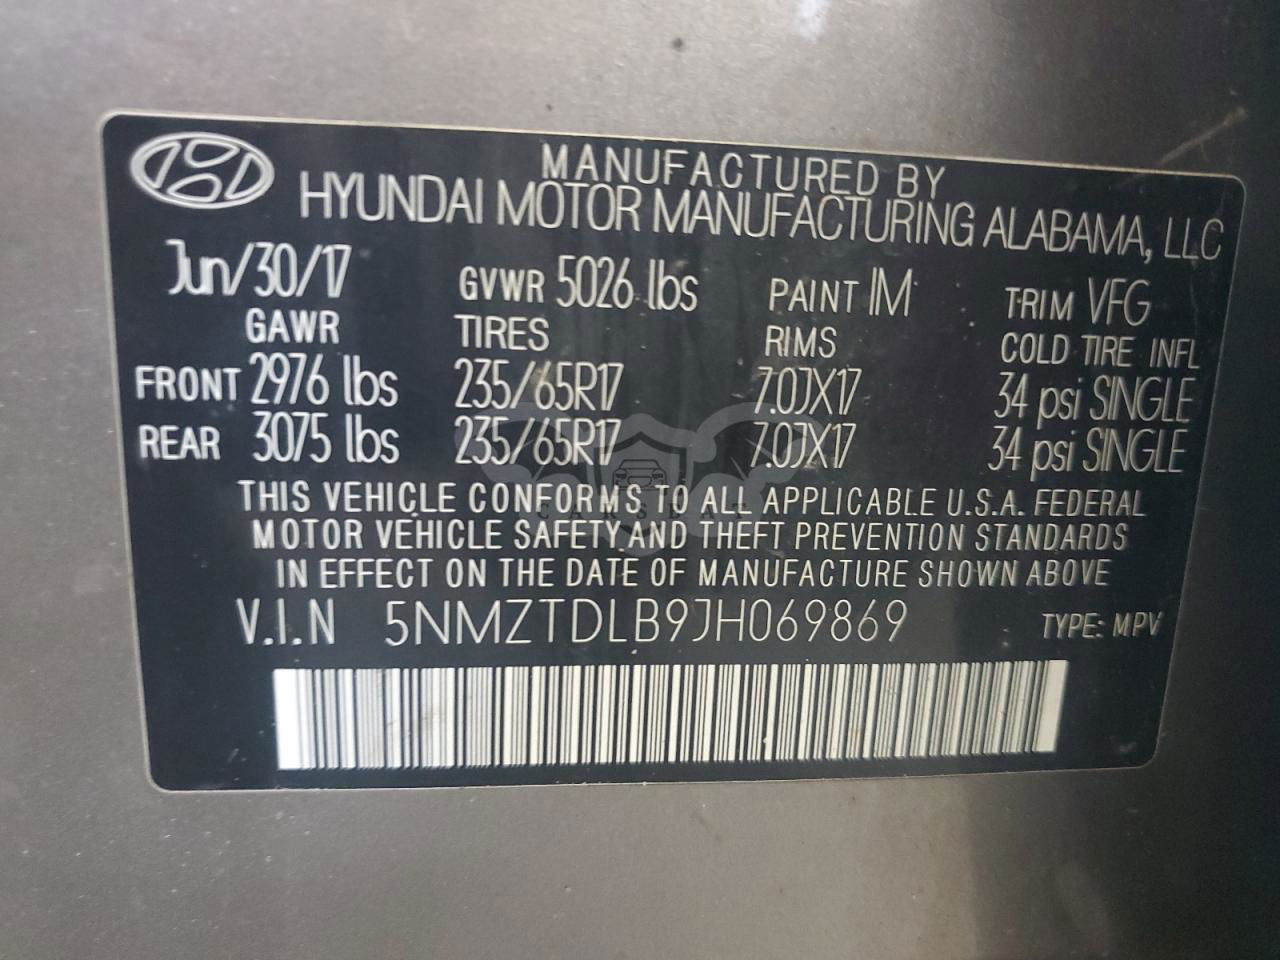 MANUFACTURED BY
HYUNDAI MOTOR MANUFACTURING ALABAMA, LLC
Jun/30/17 GVWR 5026 lbs PAINT IM TRIM VFG
GAWR TIRES RIMS COLD TIRE INFL
FRONT 2976 lbs 235/65R17 7.0JX17 34 psi SINGLE
REAR 3075 lbs 235/65R17 7.0JX17 34 psi SINGLE
THIS VEHICLE CONFORMS TO ALL APPLICABLE U.S.A. FEDERAL
MOTOR VEHICLE SAFETY AND THEFT PREVENTION STANDARDS
IN EFFECT ON THE DATE OF MANUFACTURE SHOWN ABOVE
V.I.N 5NMZTDLB9JH069869 TYPE: MPV